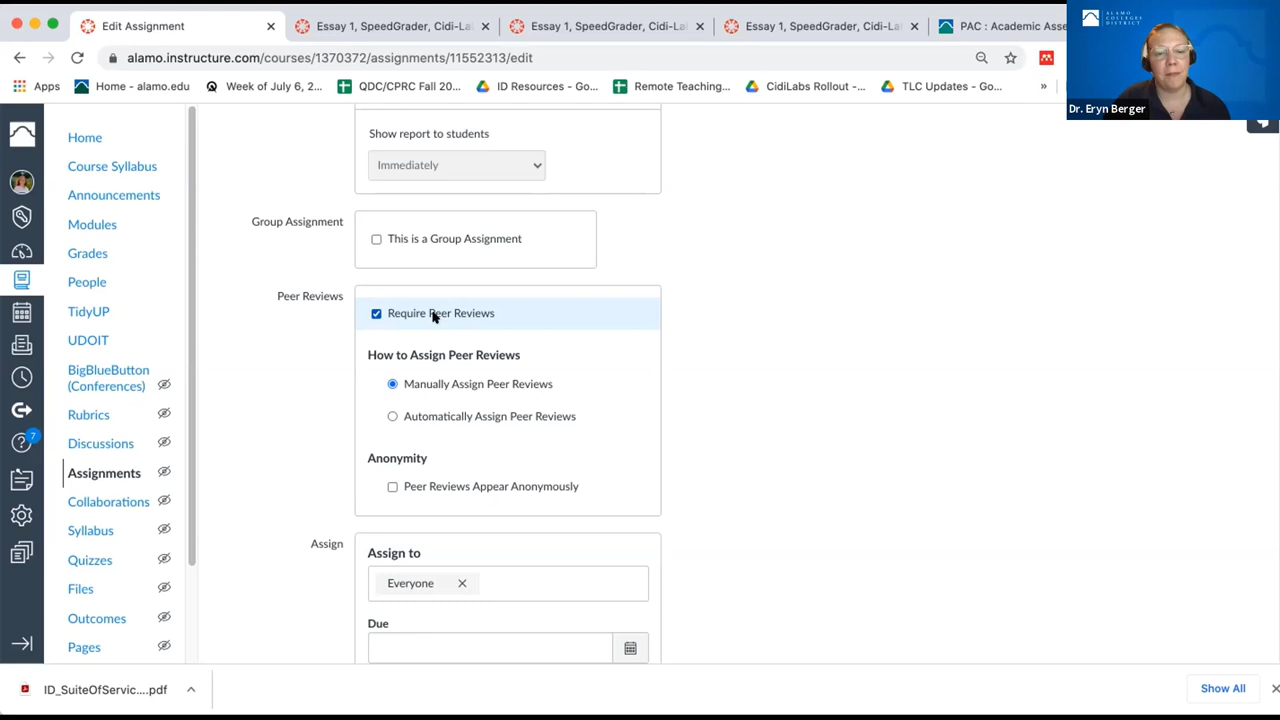 Edit Assignment
Essay 1, SpeedGrader, Cidi-La
Essay 1, SpeedGrader, Cidi-La
Essay 1, SpeedGrader, Cidi-La
PAC : Academic Asse
alamo.instructure.com/courses/1370372/assignments/11552313/edit
Apps
Home - alamo.edu
Week of July 6, 2...
QDC/CPRC Fall 20...
ID Resources - Go...
Remote Teaching...
CidiLabs Rollout -...
TLC Updates - Go...
»
ALAMO
COLLEGES
DISTRICT
Dr. Eryn Berger
Home
Course Syllabus
Announcements
Modules
Grades
People
TidyUP
UDOIT
BigBlueButton
(Conferences)
Rubrics
Discussions
Assignments
Collaborations
Syllabus
Quizzes
Files
Outcomes
Pages
7
Show report to students
Immediately
Group Assignment
This is a Group Assignment
Peer Reviews
Require Peer Reviews
How to Assign Peer Reviews
Manually Assign Peer Reviews
Automatically Assign Peer Reviews
Anonymity
Peer Reviews Appear Anonymously
Assign
Assign to
Everyone
Due
ID_SuiteOfServic....pdf
Show All